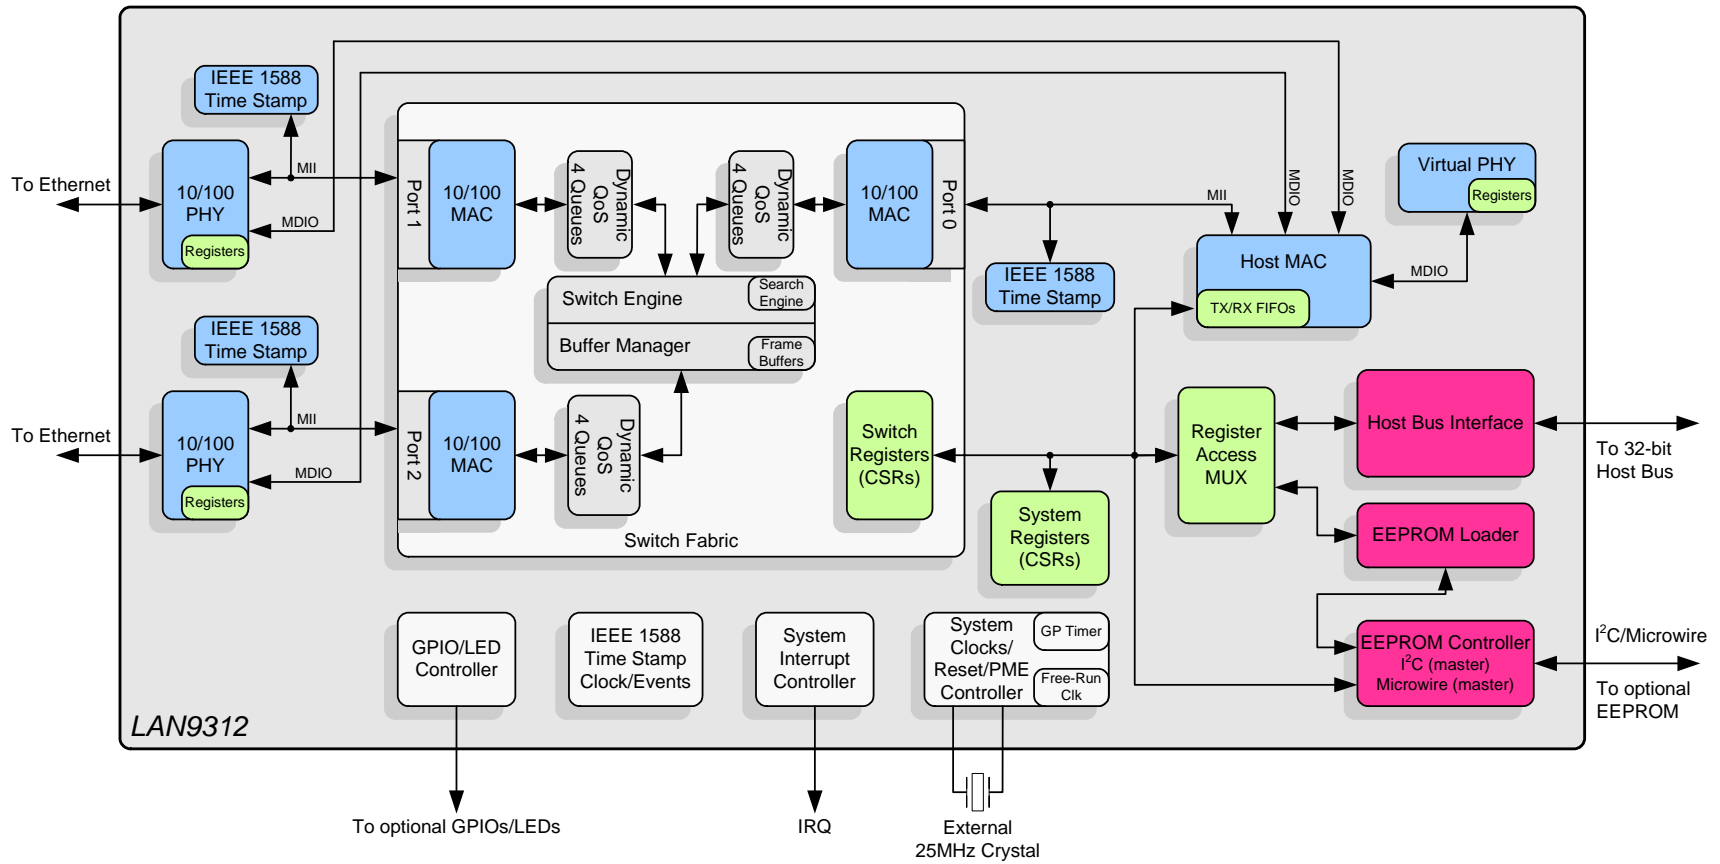 IEEE 1588
Time Stamp
To Ethernet
10/100
PHY
Registers
MII
MDIO
Port 1
10/100
MAC
Dynamic
QoS
4 Queues
Dynamic
QoS
4 Queues
10/100
MAC
Port 0
MII
MDIO
MDIO
Virtual PHY
Registers
MDIO
Host MAC
TX/RX FIFOs
IEEE 1588
Time Stamp
Switch Engine
Search
Engine
Buffer Manager
Frame
Buffers
IEEE 1588
Time Stamp
To Ethernet
10/100
PHY
Registers
MII
MDIO
Port 2
10/100
MAC
Dynamic
QoS
4 Queues
Switch
Registers
(CSRs)
Switch Fabric
System
Registers
(CSRs)
Register
Access
MUX
Host Bus Interface
To 32-bit
Host Bus
EEPROM Loader
EEPROM Controller
I²C (master)
Microwire (master)
I²C/Microwire
To optional
EEPROM
GPIO/LED
Controller
IEEE 1588
Time Stamp
Clock/Events
System
Interrupt
Controller
System
Clocks/
Reset/PME
Controller
GP Timer
Free-Run
Clk
LAN9312
To optional GPIOs/LEDs
IRQ
External
25MHz Crystal